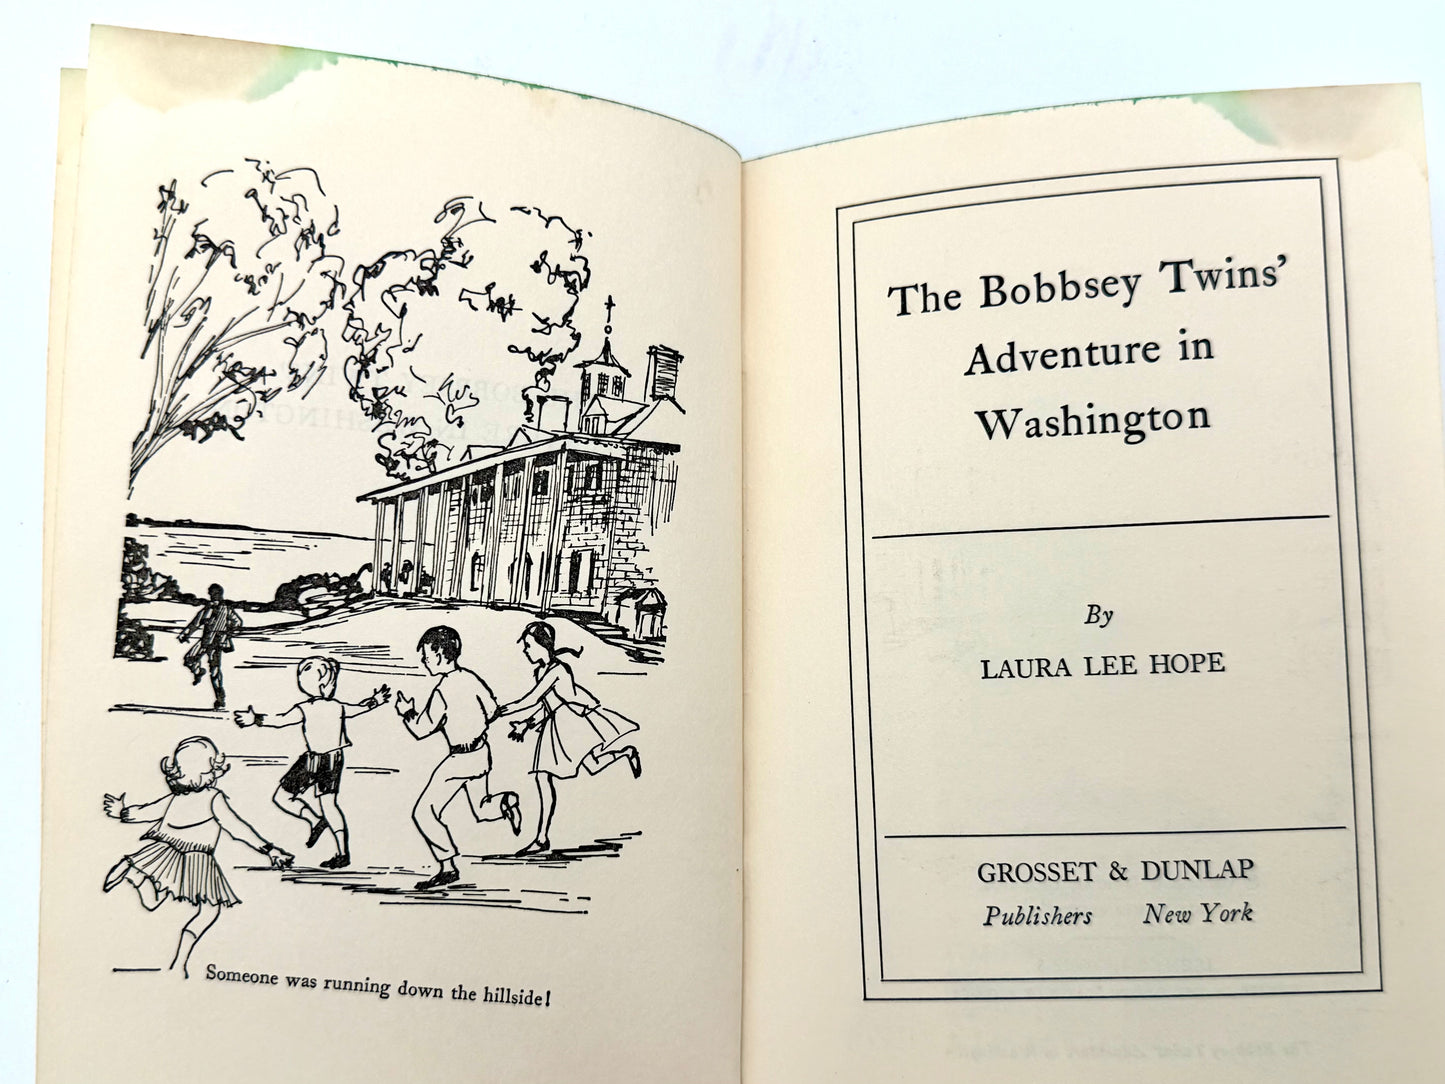 Someone was running down the hillside!
The Bobbsey Twins'
Adventure in
Washington
By
LAURA LEE HOPE
GROSSET & DUNLAP
Publishers New York